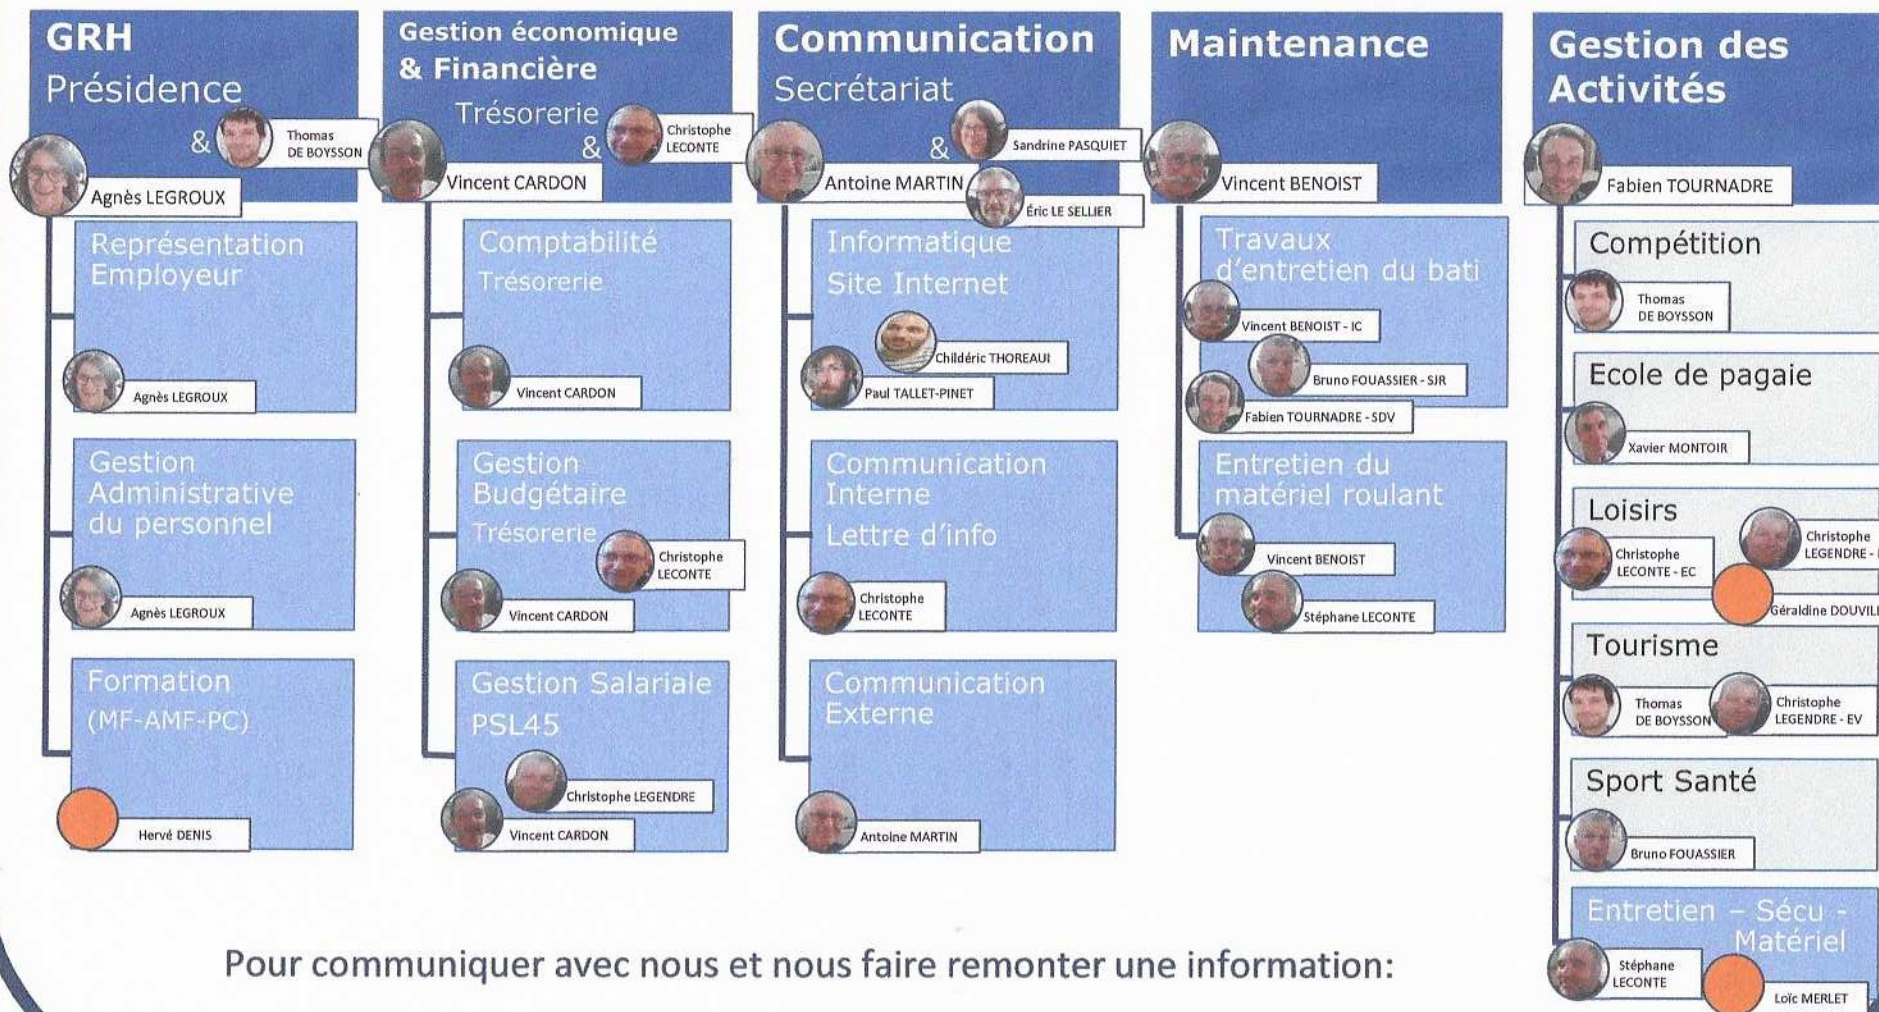 GRH
Présidence
&
Thomas
DE BOYSSON
Agnès LEGROUX
Représentation
Employeur
Agnès LEGROUX
Gestion
Administrative
du personnel
Agnès LEGROUX
Formation
(MF-AMF-PC)
Hervé DENIS
Gestion économique
& Financière
Trésorerie
&
Christophe
LECONTE
Vincent CARDON
Comptabilité
Trésorerie
Vincent CARDON
Gestion
Budgétaire
Trésorerie
Christophe
LECONTE
Vincent CARDON
Gestion Salariale
PSL45
Christophe LEGENDRE
Vincent CARDON
Communication
Secrétariat
&
Sandrine PASQUIET
Antoine MARTIN
Éric LE SELLIER
Informatique
Site Internet
Childéric THOREAU
Paul TALLET-PINET
Communication
Interne
Lettre d'info
Christophe
LECONTE
Communication
Externe
Antoine MARTIN
Maintenance
Vincent BENOIST
Travaux
d'entretien du bati
Vincent BENOIST - IC
Bruno FOUASSIER - SJR
Fabien TOURNADRE - SDV
Entretien du
matériel roulant
Vincent BENOIST
Stéphane LECONTE
Gestion des
Activités
Fabien TOURNADRE
Compétition
Thomas
DE BOYSSON
Ecole de pagaie
Xavier MONTOIR
Loisirs
Christophe
LECONTE - EC
Christophe
LEGENDRE -
Géraldine DOUVILL
Tourisme
Thomas
DE BOYSSON
Christophe
LEGENDRE - EV
Sport Santé
Bruno FOUASSIER
Entretien – Sécu -
Matériel
Stéphane
LECONTE
Loïc MERLET
Pour communiquer avec nous et nous faire remonter une information: